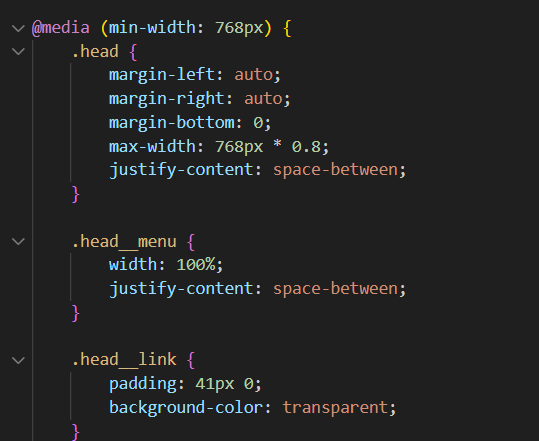 @media (min-width: 768px) {
.head {
margin-left: auto;
margin-right: auto;
margin-bottom: 0;
max-width: 768px * 0.8;
justify-content: space-between;
}
.head__menu {
width: 100%;
justify-content: space-between;
}
.head__link {
padding: 41px 0;
background-color: transparent;
}